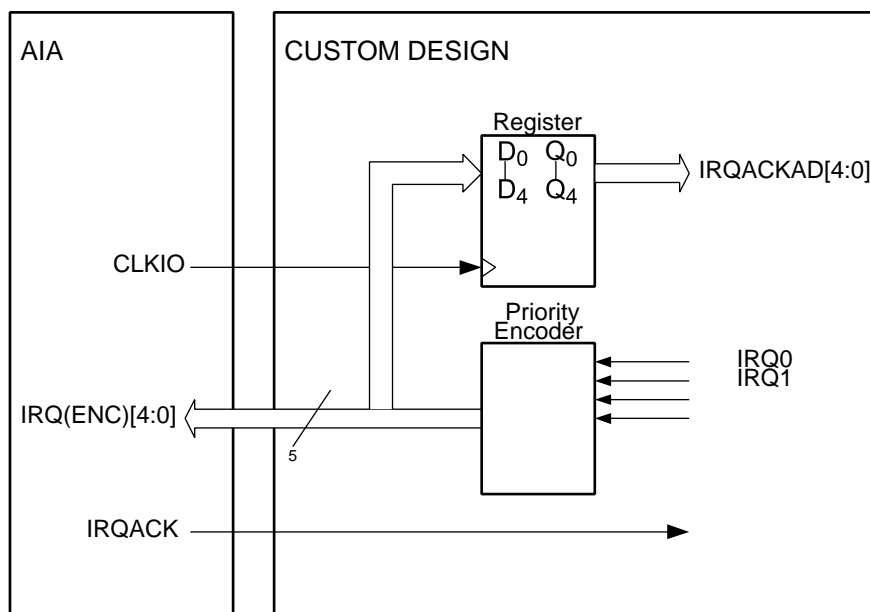 AIA
CUSTOM DESIGN
Register
D0 Q0
D4 Q4
IRQACKAD[4:0]
CLKIO
Priority
Encoder
IRQ0
IRQ1
IRQ(ENC)[4:0]
5
IRQACK